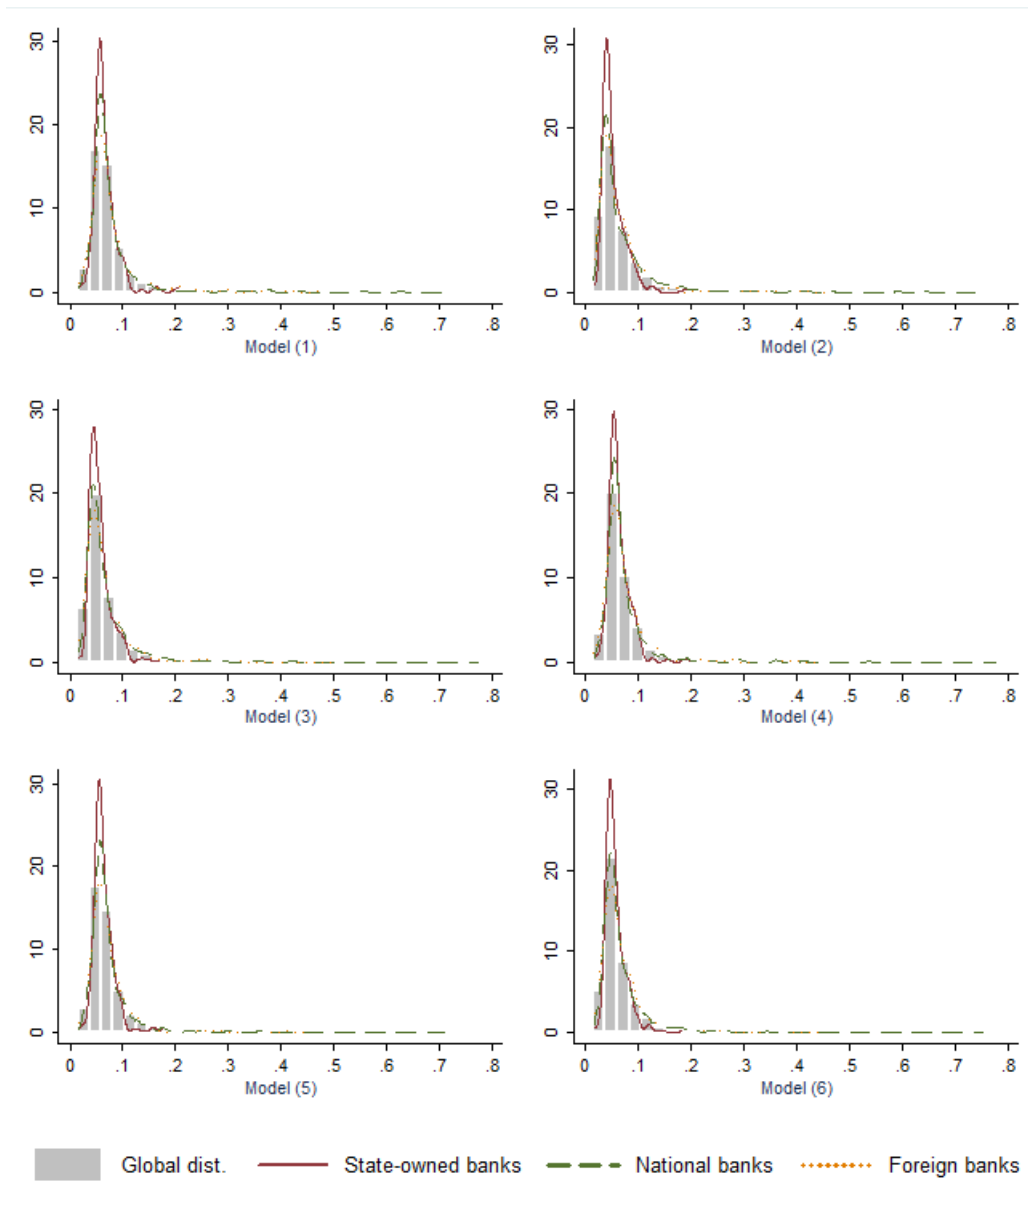 30
20
10
0
0 .1 .2 .3 .4 .5 .6 .7 .8
Model (1)
30
20
10
0
0 .1 .2 .3 .4 .5 .6 .7 .8
Model (2)
30
20
10
0
0 .1 .2 .3 .4 .5 .6 .7 .8
Model (3)
30
20
10
0
0 .1 .2 .3 .4 .5 .6 .7 .8
Model (4)
30
20
10
0
0 .1 .2 .3 .4 .5 .6 .7 .8
Model (5)
30
20
10
0
0 .1 .2 .3 .4 .5 .6 .7 .8
Model (6)
Global dist. State-owned banks National banks Foreign banks